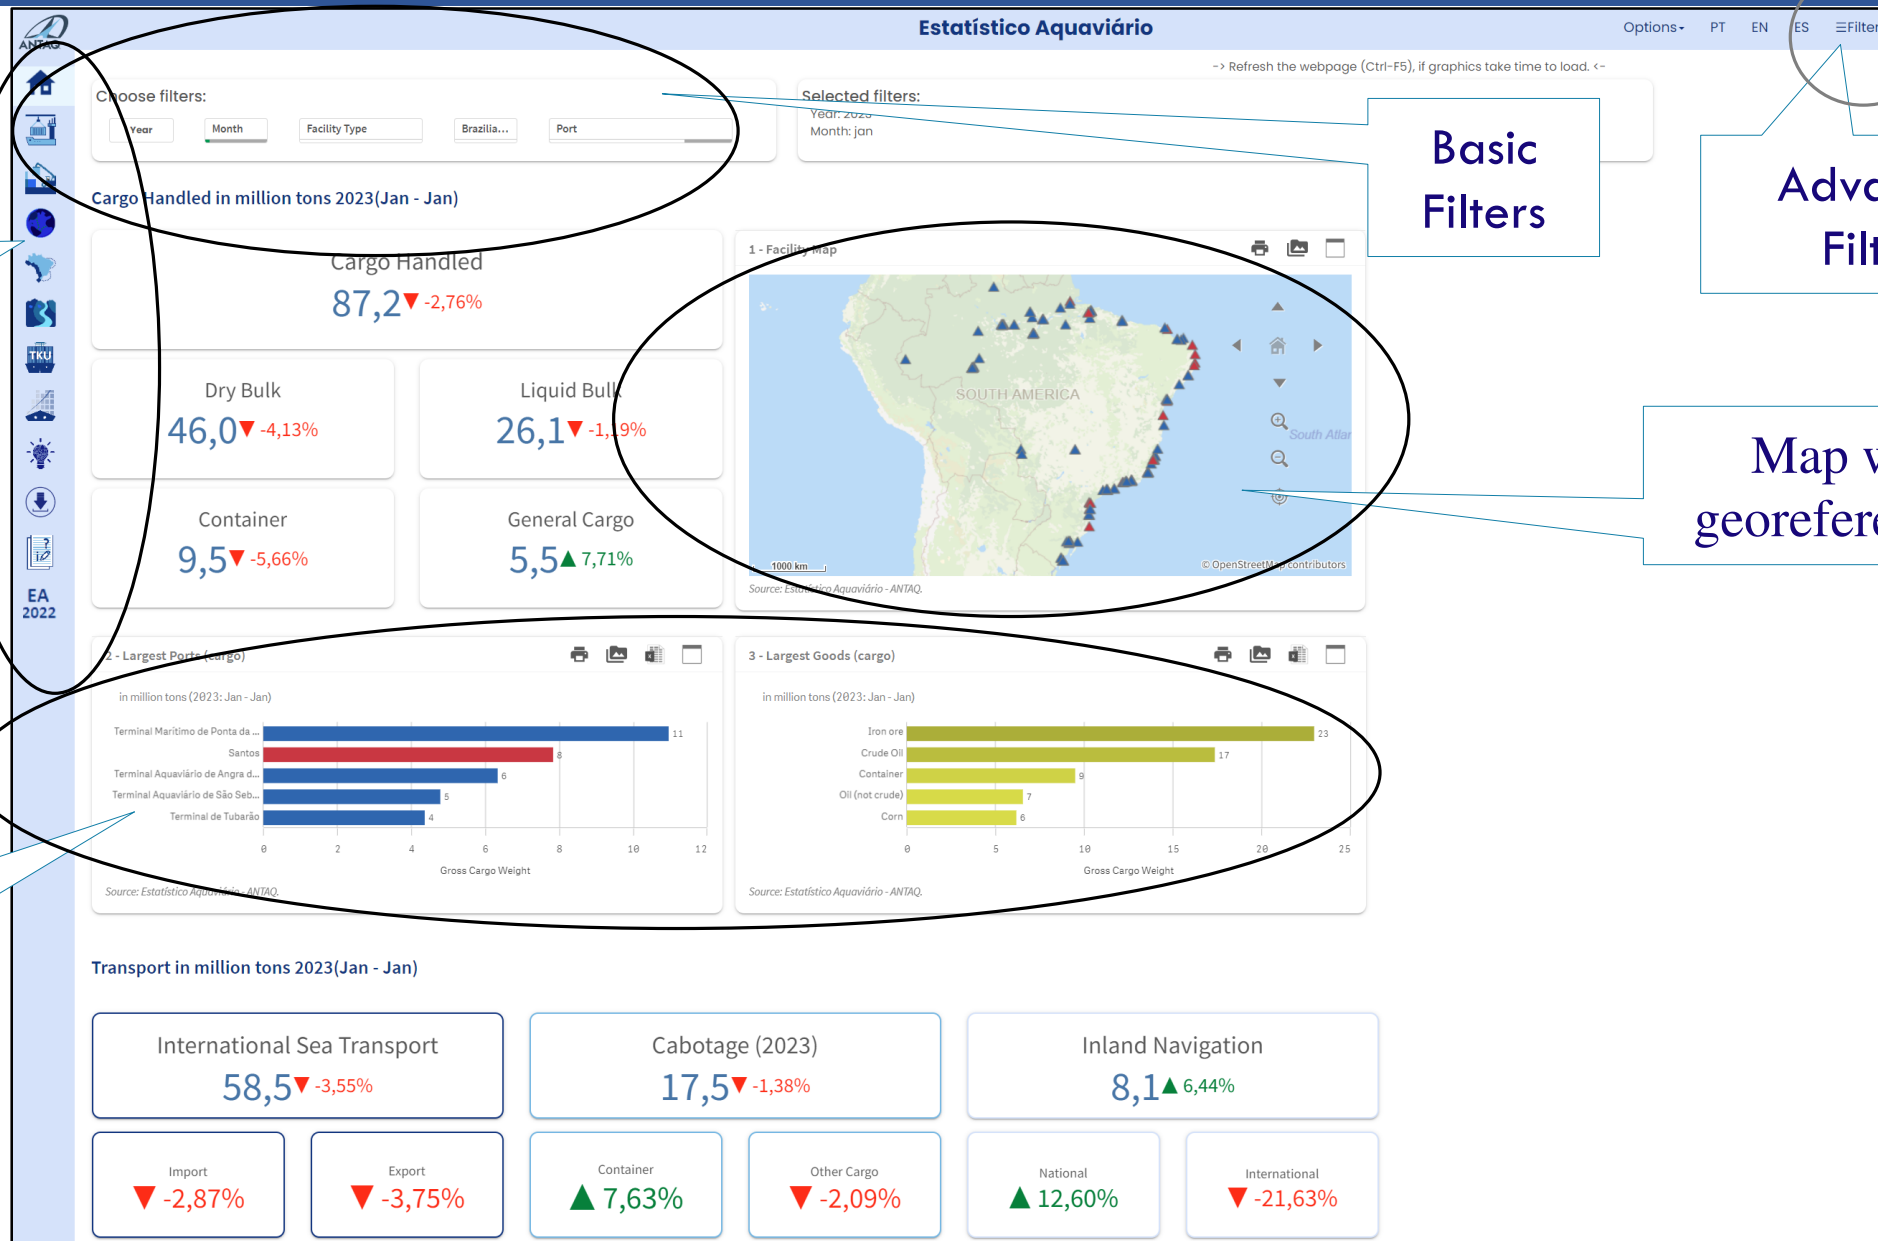 ANTAQ
Estatístico Aquaviário
Options
PT
EN
ES
☰Filter
-> Refresh the webpage (Ctrl-F5), if graphics take time to load. <-
Choose filters:
Year
Month
Facility Type
Brazilia...
Port
Selected filters:
Year: 2023
Month: jan
Basic
Filters
Cargo Handled in million tons 2023(Jan - Jan)
Cargo Handled
87,2 -2,76%
Dry Bulk
46,0 -4,13%
Liquid Bulk
26,1 -1,19%
Container
9,5 -5,66%
General Cargo
5,5 7,71%
1 - Facility Map
SOUTH AMERICA
South Atlar
1000 km
© OpenStreetMap contributors
Source: Estatístico Aquaviário - ANTAQ.
Map
TKU
EA
2022
2 - Largest Ports (cargo)
in million tons (2023: Jan - Jan)
Terminal Marítimo de Ponta da ...
11
Santos
8
Terminal Aquaviário de Angra d...
6
Terminal Aquaviário de São Seb...
5
Terminal de Tubarão
4
0 2 4 6 8 10 12
Gross Cargo Weight
Source: Estatístico Aquaviário - ANTAQ.
3 - Largest Goods (cargo)
in million tons (2023: Jan - Jan)
Iron ore
23
Crude Oil
17
Container
9
Oil (not crude)
7
Corn
6
0 5 10 15 20 25
Gross Cargo Weight
Source: Estatístico Aquaviário - ANTAQ.
Transport in million tons 2023(Jan - Jan)
International Sea Transport
58,5 -3,55%
Cabotage (2023)
17,5 -1,38%
Inland Navigation
8,1 6,44%
Import
-2,87%
Export
-3,75%
Container
7,63%
Other Cargo
-2,09%
National
12,60%
International
-21,63%